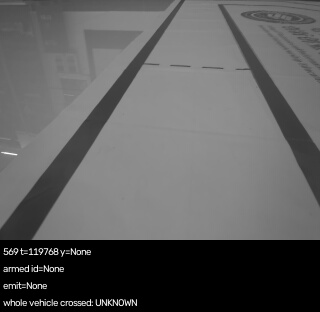 569 t=119768 y=None
armed id=None
emit=None
whole vehicle crossed: UNKNOWN